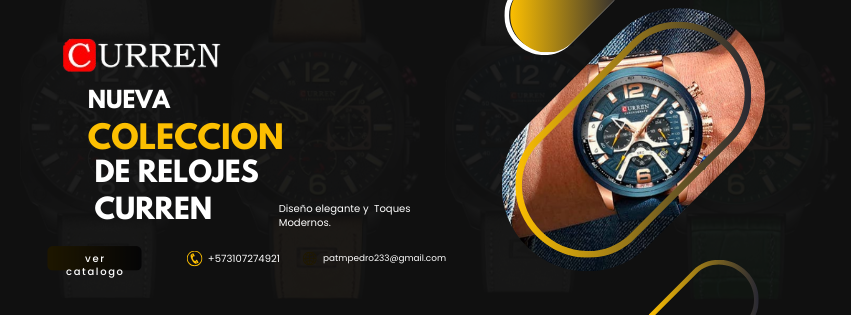 CURREN
NUEVA
COLECCION
DE RELOJES
CURREN
Diseño elegante y Toques
Modernos.
ver
catalogo
+573107274921
patmpedro233@gmail.com
CURREN